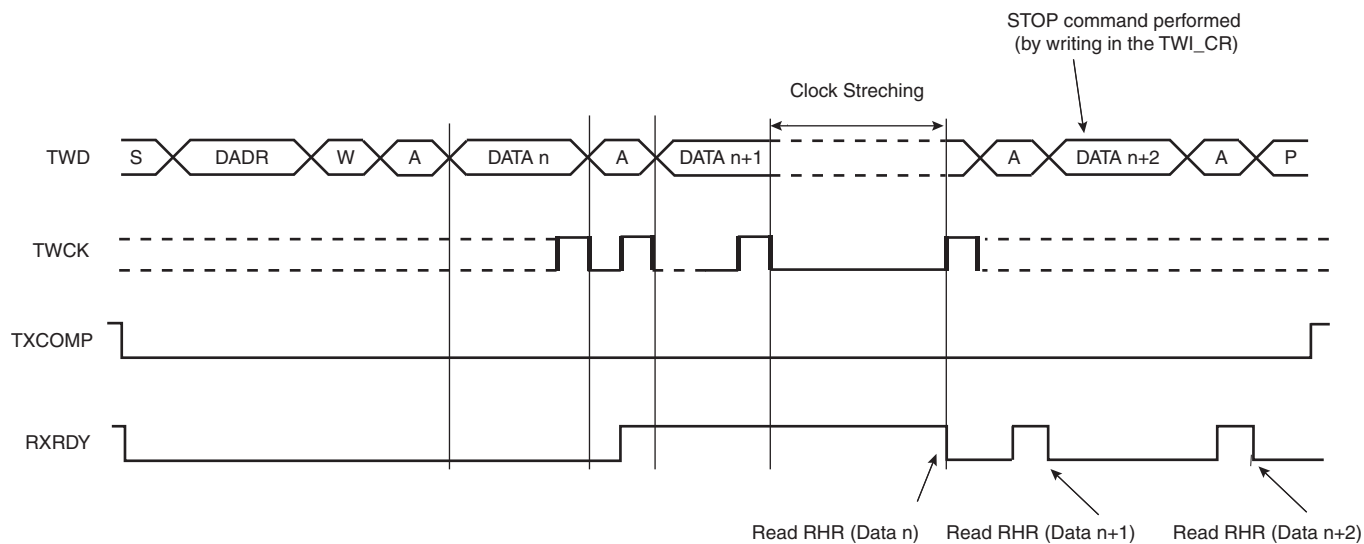 STOP command performed
(by writing in the TWI_CR)
Clock Streching
TWD S DADR W A DATA n A DATA n+1 A DATA n+2 A P
TWCK
TXCOMP
RXRDY
Read RHR (Data n) Read RHR (Data n+1) Read RHR (Data n+2)